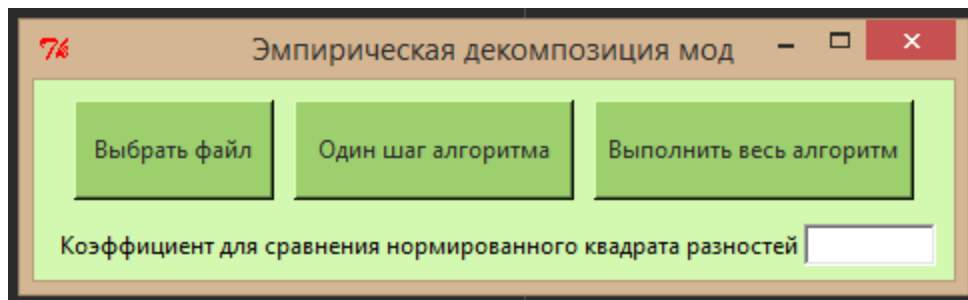 Эмпирическая декомпозиция мод
Выбрать файл
Один шаг алгоритма
Выполнить весь алгоритм
Коэффициент для сравнения нормированного квадрата разностей